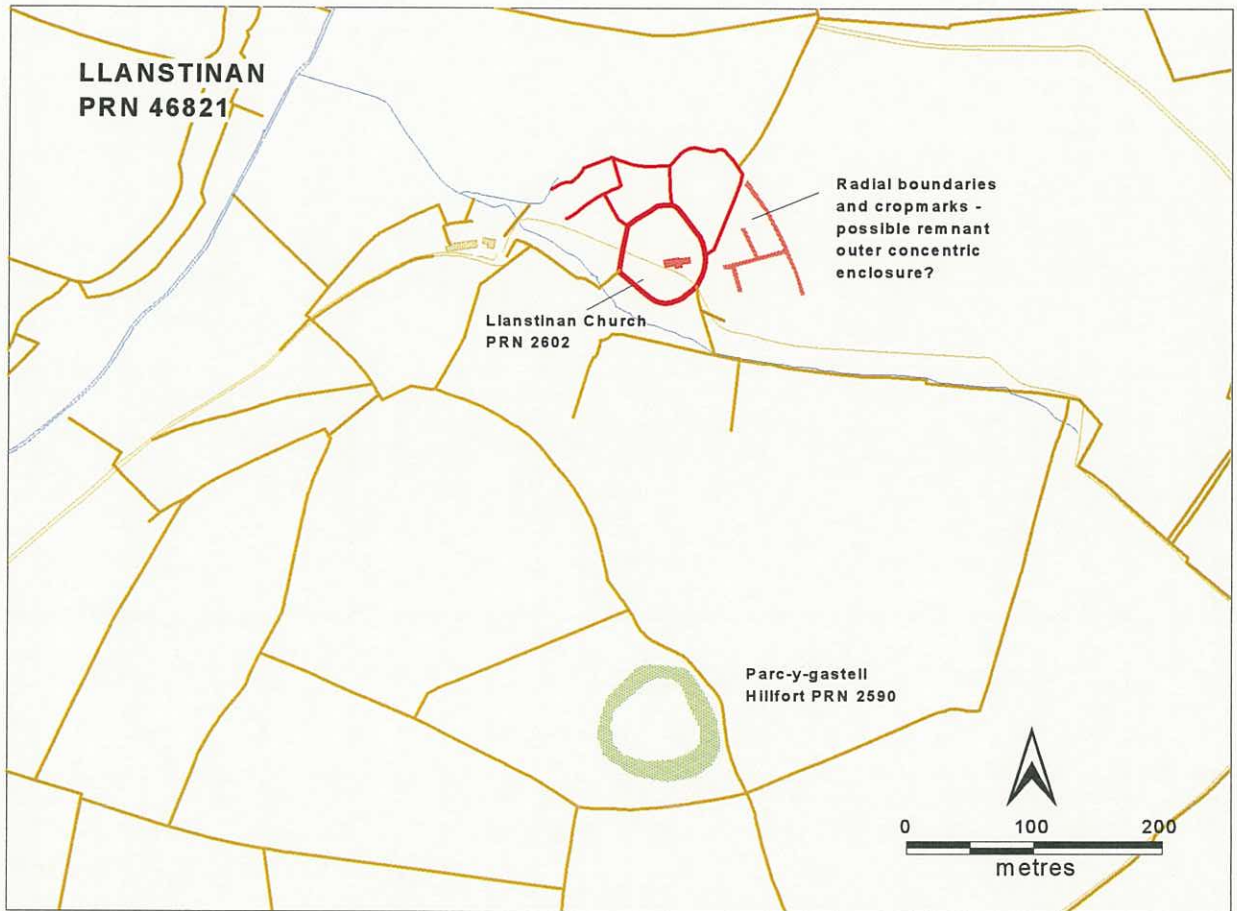 LLANSTINAN
PRN 46821
Radial boundaries
and cropmarks -
possible remnant
outer concentric
enclosure?
Llanstinan Church
PRN 2602
Parc-y-gastell
Hillfort PRN 2590
0 100 200
metres